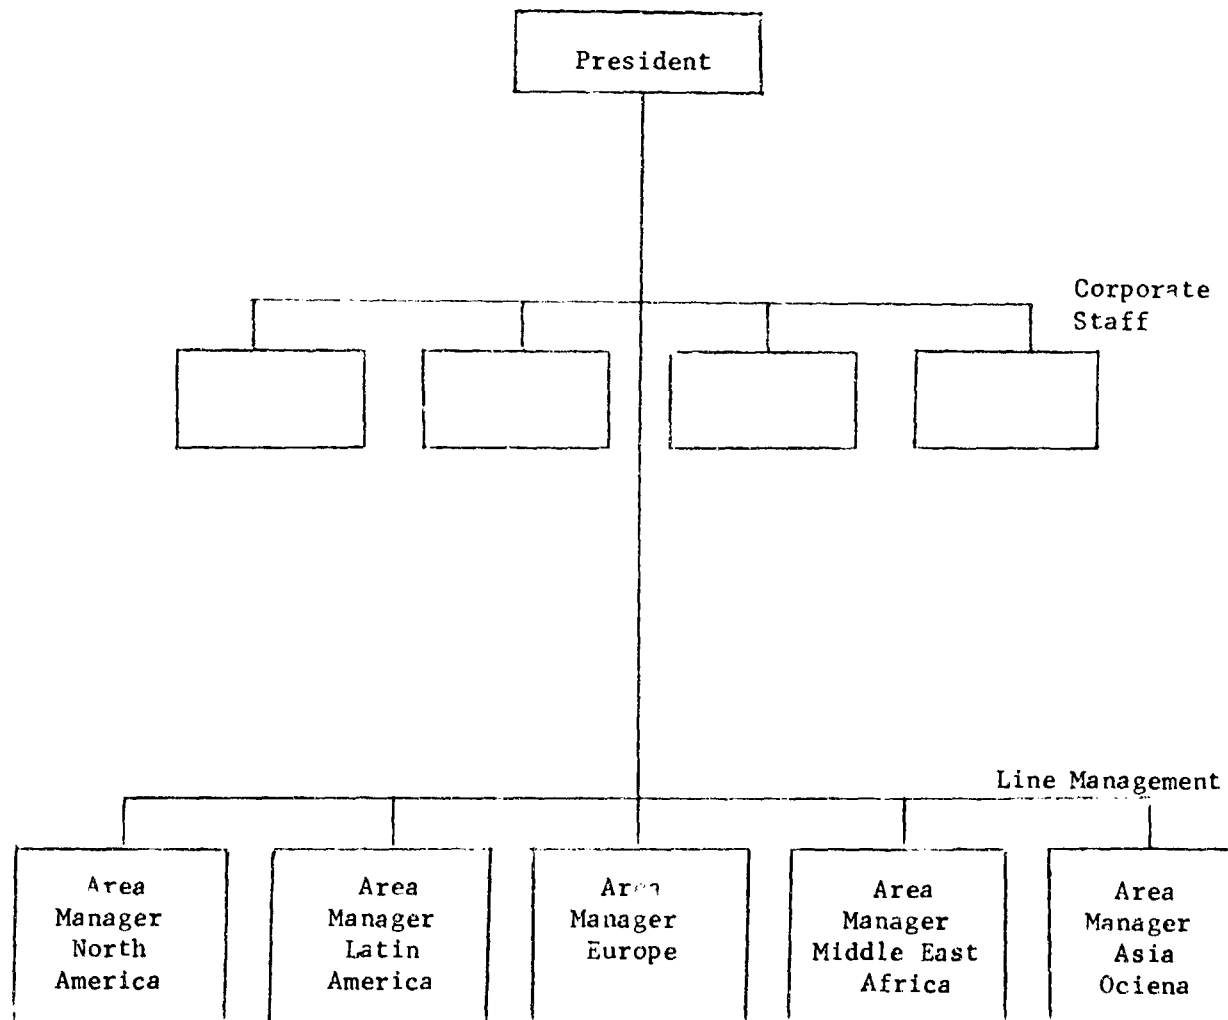 President
Corporate
Staff
Line Management
Area
Manager
North
America
Area
Manager
Latin
America
Area
Manager
Europe
Area
Manager
Middle East
Africa
Area
Manager
Asia
Ociena